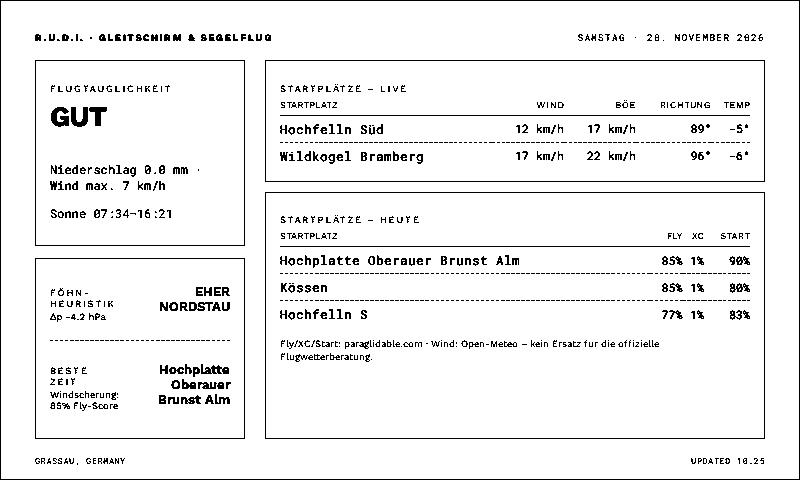 R.U.D.I. · GLEITSCHIRM & SEGELFLUG
SAMSTAG · 28. NOVEMBER 2026
FLUGTAUGLICHKEIT
GUT
Niederschlag 0.0 mm ·
Wind max. 7 km/h
Sonne 07:34–16:21
FÖHN-
HEURISTIK
Δp -4.2 hPa
EHER
NORDSTAU
BESTE
ZEIT
Windscherung:
85% Fly-Score
Hochplatte
Oberauer
Brunst Alm
STARTPLÄTZE – LIVE
STARTPLATZ WIND BÖE RICHTUNG TEMP
Hochfelln Süd 12 km/h 17 km/h 89° -5°
Wildkogel Bramberg 17 km/h 22 km/h 96° -6°
STARTPLÄTZE – HEUTE
STARTPLATZ FLY XC START
Hochplatte Oberauer Brunst Alm 85% 1% 90%
Kössen 85% 1% 80%
Hochfelln S 77% 1% 83%
Fly/XC/Start: paraglidable.com · Wind: Open-Meteo – kein Ersatz für die offizielle
Flugwetterberatung.
GRASSAU, GERMANY
UPDATED 10.25